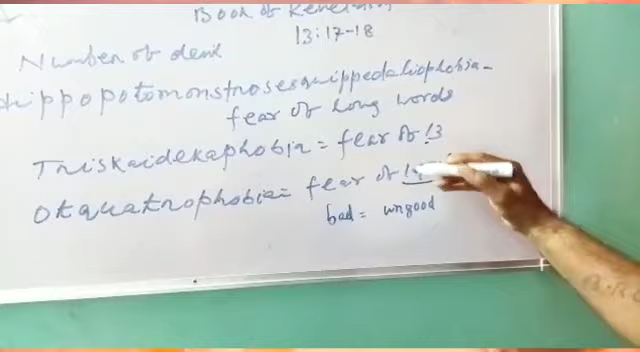 Book of Revelation
13:17-18
Number of devil
hippopotomonstrosesquippedaliophobia -
fear of long words
Triskaidekaphobia = fear of 13
Otquatrophobia = fear of
bad = ungood